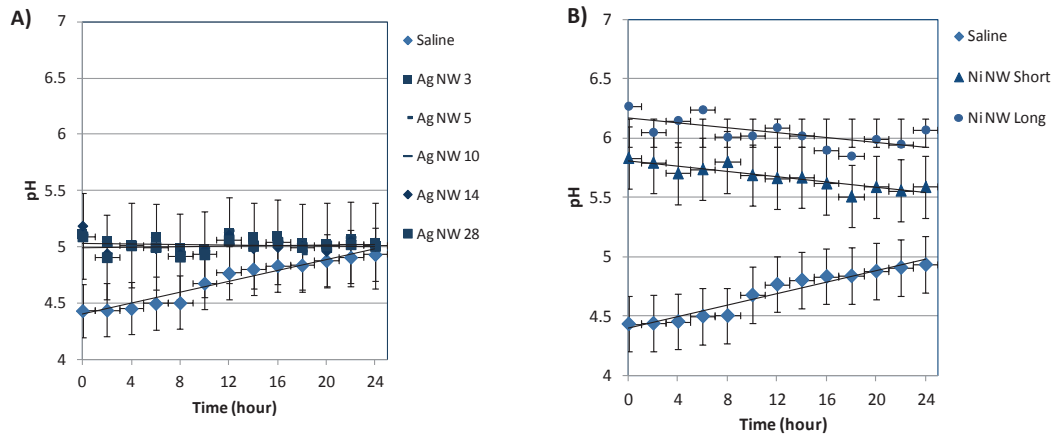 A)
7
6.5
6
5.5
5
4.5
4
pH
0 4 8 12 16 20 24
Time (hour)
Saline
Ag NW 3
Ag NW 5
Ag NW 10
Ag NW 14
Ag NW 28
B)
7
6.5
6
5.5
5
4.5
4
pH
0 4 8 12 16 20 24
Time (hour)
Saline
Ni NW Short
Ni NW Long